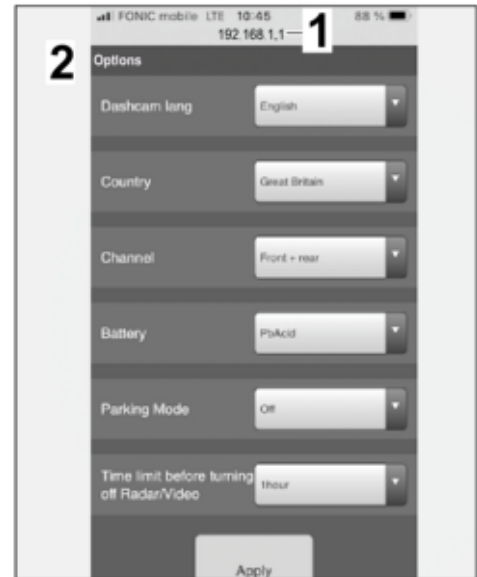 FONIC mobile LTE 10:45 88 %
192.168.1.1 1
2 Options
Dashcam lang English
Country Great Britain
Channel Front + rear
Battery PbAcid
Parking Mode Off
Time limit before turning
off Radar/Video 1hour
Apply